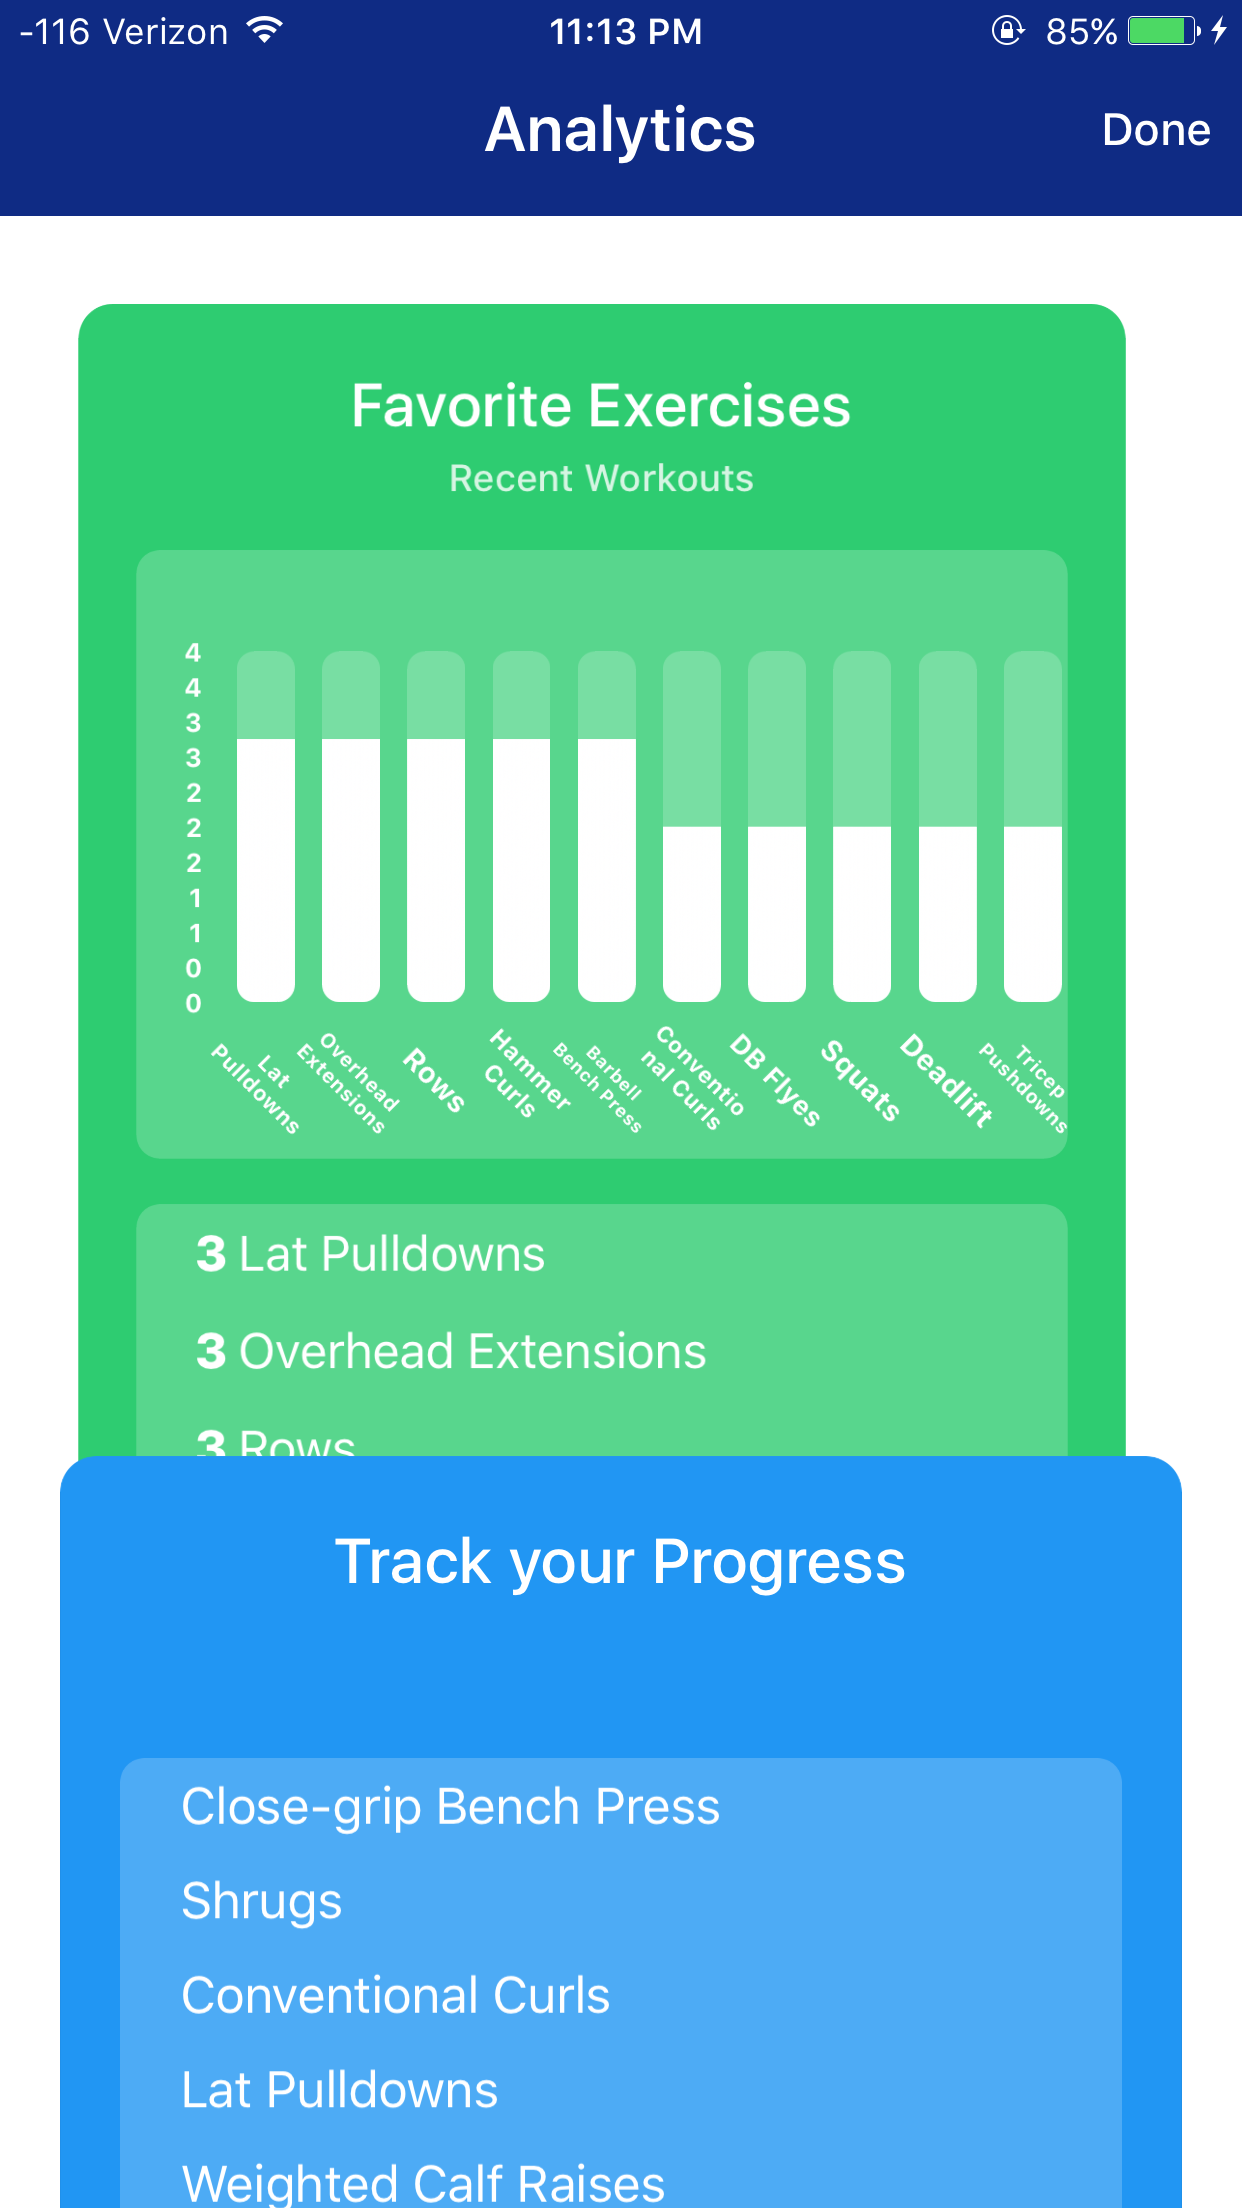 -116 Verizon 11:13 PM 85%
Analytics Done
Favorite Exercises
Recent Workouts
4
4
3
3
2
2
2
1
1
0
0
Lat
Pulldowns
Overhead
Extensions
Rows
Hammer
Curls
Barbell
Bench Press
Conventio
nal Curls
DB Flyes
Squats
Deadlift
Tricep
Pushdowns
3 Lat Pulldowns
3 Overhead Extensions
3 Rows
Track your Progress
Close-grip Bench Press
Shrugs
Conventional Curls
Lat Pulldowns
Weighted Calf Raises